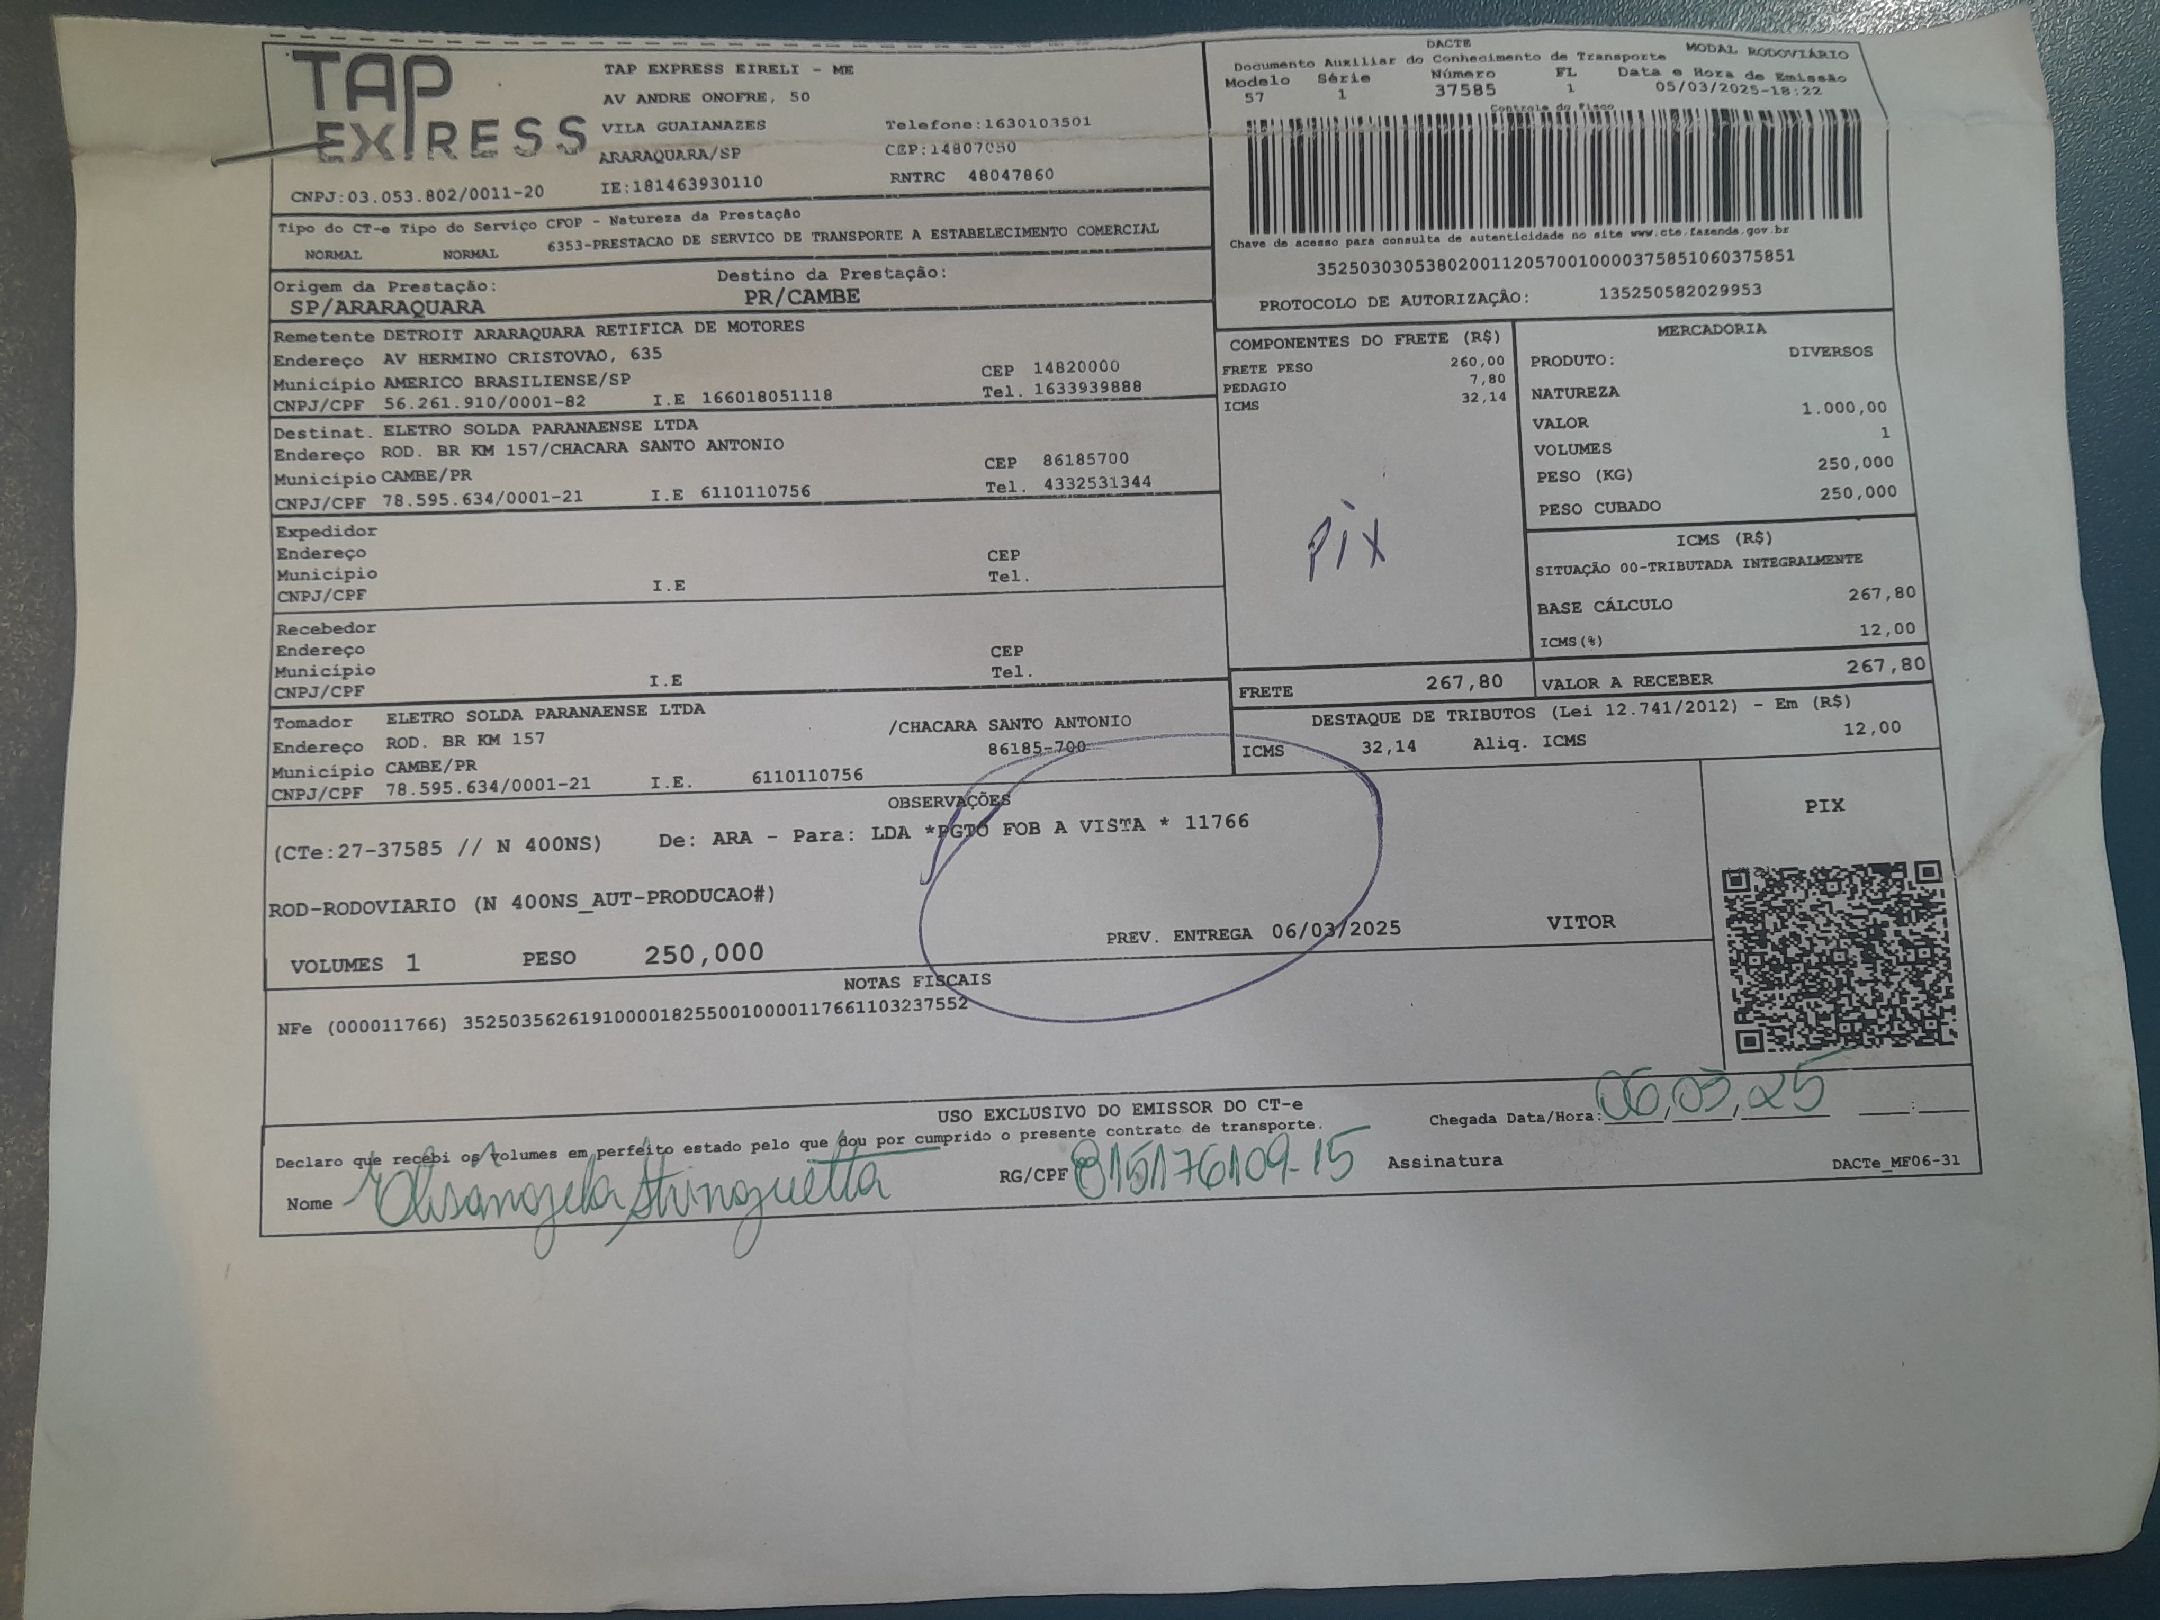 TAP EXPRESS
TAP EXPRESS EIRELI - ME
AV ANDRE ONOFRE, 50
VILA GUAIANAZES Telefone:1630103501
ARARAQUARA/SP CEP:14807050
CNPJ:03.053.802/0011-20 IE:181463930110 RNTRC 48047860
DACTE MODAL RODOVIÁRIO
Documento Auxiliar do Conhecimento de Transporte
Modelo Série Número FL Data e Hora de Emissão
57 1 37585 1 05/03/2025-18:22
Controle do Fisco
Chave de acesso para consulta de autenticidade no site www.cte.fazenda.gov.br
35250303053802001120570010000375851060375851
PROTOCOLO DE AUTORIZAÇÃO: 135250582029953
Tipo do CT-e Tipo do Serviço CFOP - Natureza da Prestação
NORMAL NORMAL 6353-PRESTACAO DE SERVICO DE TRANSPORTE A ESTABELECIMENTO COMERCIAL
Origem da Prestação: Destino da Prestação:
SP/ARARAQUARA PR/CAMBE
Remetente DETROIT ARARAQUARA RETIFICA DE MOTORES
Endereço AV HERMINO CRISTOVAO, 635 CEP 14820000
Município AMERICO BRASILIENSE/SP Tel. 1633939888
CNPJ/CPF 56.261.910/0001-82 I.E 166018051118
Destinat. ELETRO SOLDA PARANAENSE LTDA
Endereço ROD. BR KM 157/CHACARA SANTO ANTONIO CEP 86185700
Município CAMBE/PR Tel. 4332531344
CNPJ/CPF 78.595.634/0001-21 I.E 6110110756
Expedidor
Endereço CEP
Município Tel.
CNPJ/CPF I.E
Recebedor
Endereço CEP
Município Tel.
CNPJ/CPF I.E
Tomador ELETRO SOLDA PARANAENSE LTDA
Endereço ROD. BR KM 157 /CHACARA SANTO ANTONIO
Município CAMBE/PR 86185-700
CNPJ/CPF 78.595.634/0001-21 I.E. 6110110756
COMPONENTES DO FRETE (R$)
FRETE PESO 260,00
PEDAGIO 7,80
ICMS 32,14
Pix
FRETE 267,80
MERCADORIA
PRODUTO: DIVERSOS
NATUREZA
VALOR 1.000,00
VOLUMES 1
PESO (KG) 250,000
PESO CUBADO 250,000
ICMS (R$)
SITUAÇÃO 00-TRIBUTADA INTEGRALMENTE
BASE CÁLCULO 267,80
ICMS(%) 12,00
VALOR A RECEBER 267,80
DESTAQUE DE TRIBUTOS (Lei 12.741/2012) - Em (R$)
ICMS 32,14 Aliq. ICMS 12,00
OBSERVAÇÕES
(CTe:27-37585 // N 400NS) De: ARA - Para: LDA *PGTO FOB A VISTA * 11766
ROD-RODOVIARIO (N 400NS_AUT-PRODUCAO#)
VOLUMES 1 PESO 250,000 PREV. ENTREGA 06/03/2025 VITOR
PIX
NOTAS FISCAIS
NFe (000011766) 35250356261910000182550010000117661103237552
USO EXCLUSIVO DO EMISSOR DO CT-e
Declaro que recebi os volumes em perfeito estado pelo que dou por cumprido o presente contrato de transporte.
Chegada Data/Hora: 06/03/25 :
Nome RG/CPF 815176109-15 Assinatura
DACTe_MF06-31